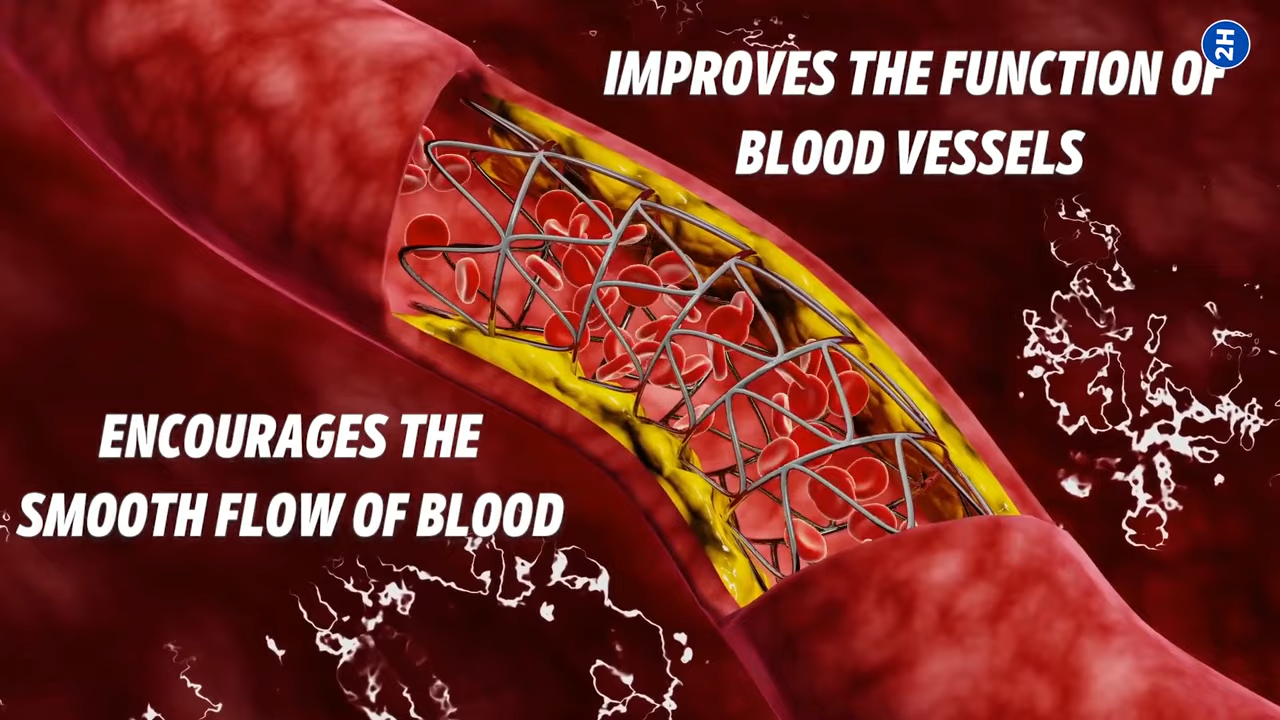 IMPROVES THE FUNCTION OF
BLOOD VESSELS
ENCOURAGES THE
SMOOTH FLOW OF BLOOD
2H